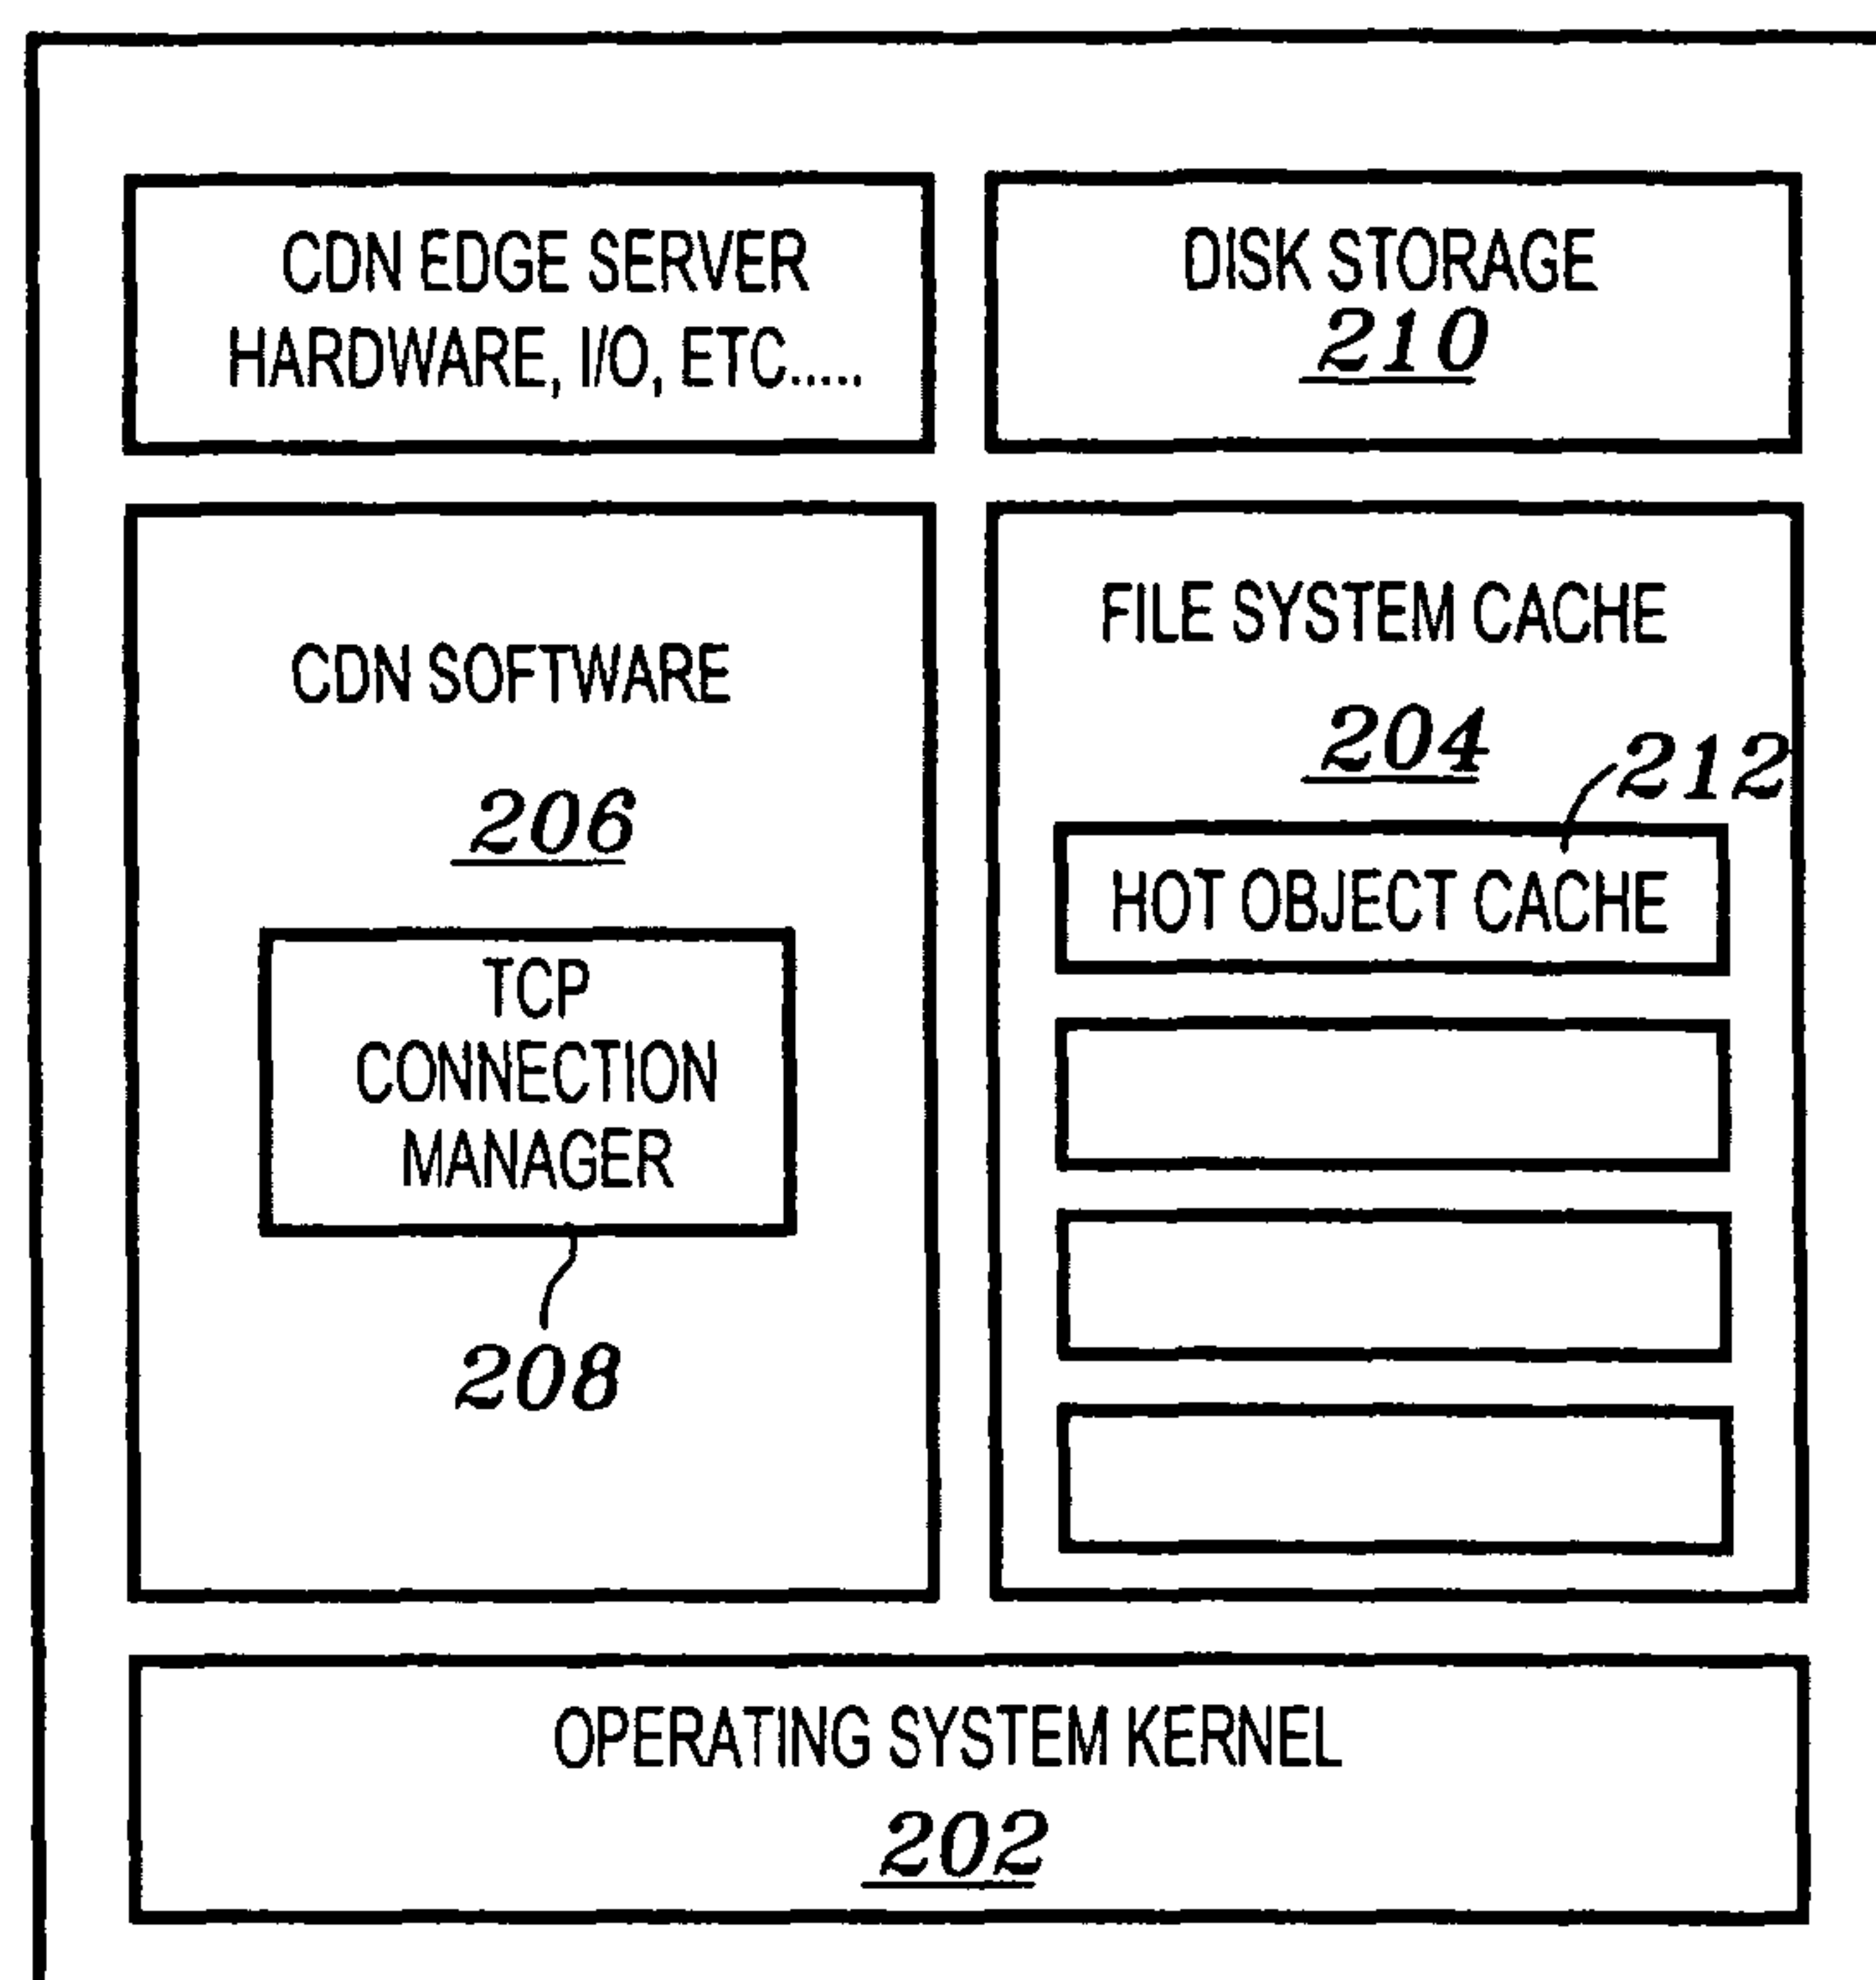 CDN EDGE SERVER
HARDWARE, I/O, ETC.....
DISK STORAGE
210
CDN SOFTWARE
206
TCP
CONNECTION
MANAGER
208
FILE SYSTEM CACHE
204
212
HOT OBJECT CACHE
OPERATING SYSTEM KERNEL
202